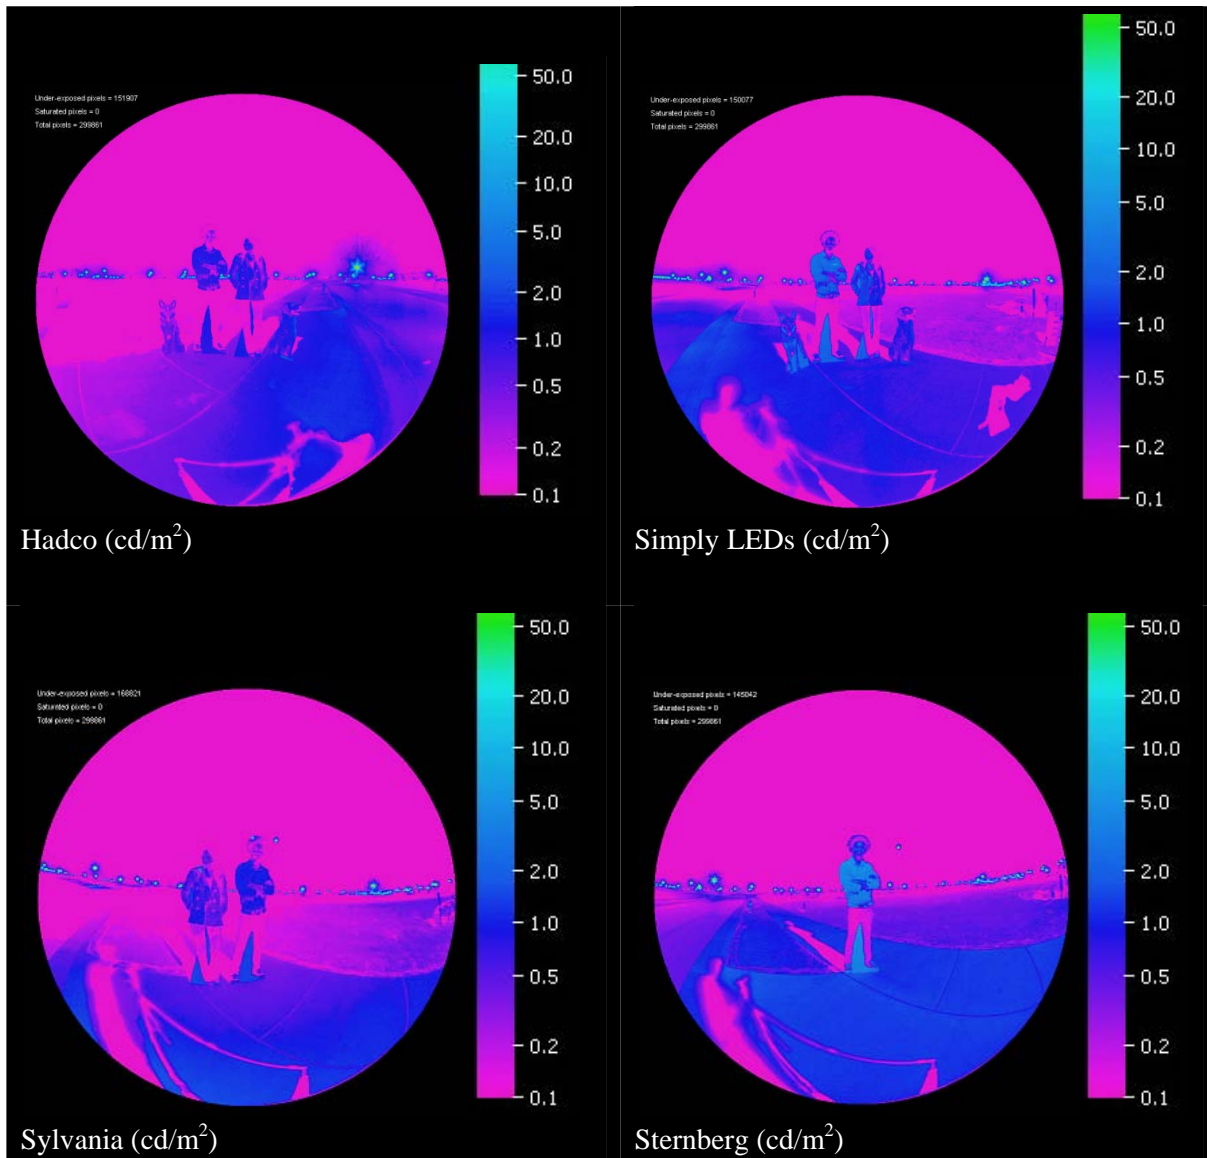 Under-exposed pixels = 151907
Saturated pixels = 0
Total pixels = 299861
50.0
20.0
10.0
5.0
2.0
1.0
0.5
0.2
0.1
Hadco (cd/m²)
Under-exposed pixels = 150077
Saturated pixels = 0
Total pixels = 299861
50.0
20.0
10.0
5.0
2.0
1.0
0.5
0.2
0.1
Simply LEDs (cd/m²)
Under-exposed pixels = 168821
Saturated pixels = 0
Total pixels = 299861
50.0
20.0
10.0
5.0
2.0
1.0
0.5
0.2
0.1
Sylvania (cd/m²)
Under-exposed pixels = 145042
Saturated pixels = 0
Total pixels = 299861
50.0
20.0
10.0
5.0
2.0
1.0
0.5
0.2
0.1
Sternberg (cd/m²)